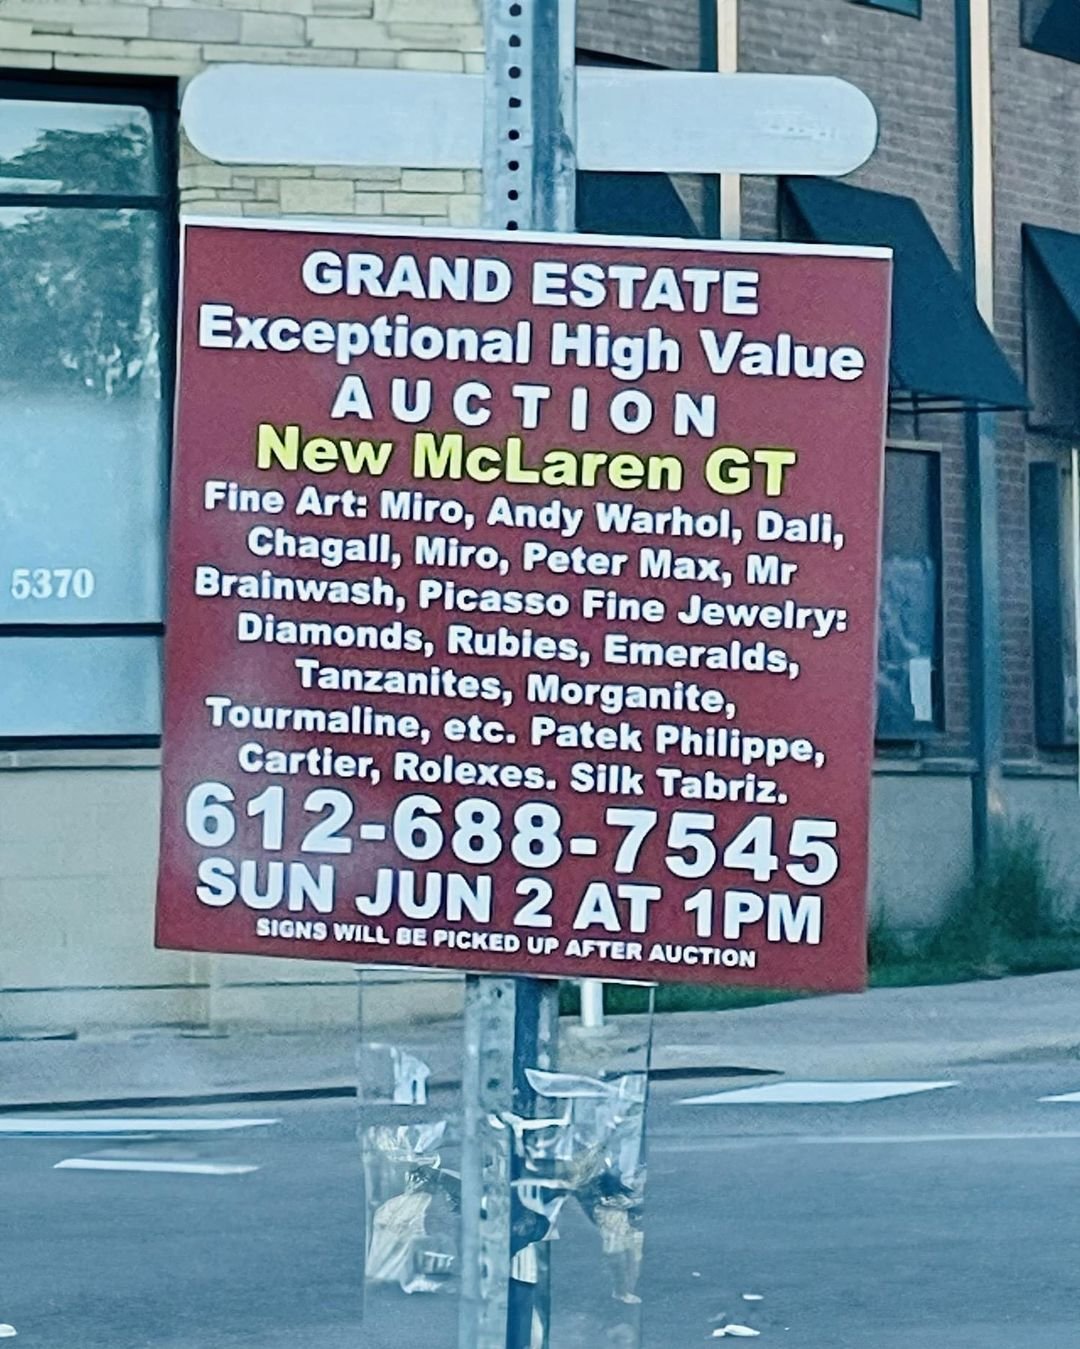 GRAND ESTATE
Exceptional High Value
AUCTION
New McLaren GT
Fine Art: Miro, Andy Warhol, Dali,
Chagall, Miro, Peter Max, Mr
Brainwash, Picasso Fine Jewelry:
Diamonds, Rubies, Emeralds,
Tanzanites, Morganite,
Tourmaline, etc. Patek Philippe,
Cartier, Rolexes. Silk Tabriz.
612-688-7545
SUN JUN 2 AT 1PM
SIGNS WILL BE PICKED UP AFTER AUCTION
5370